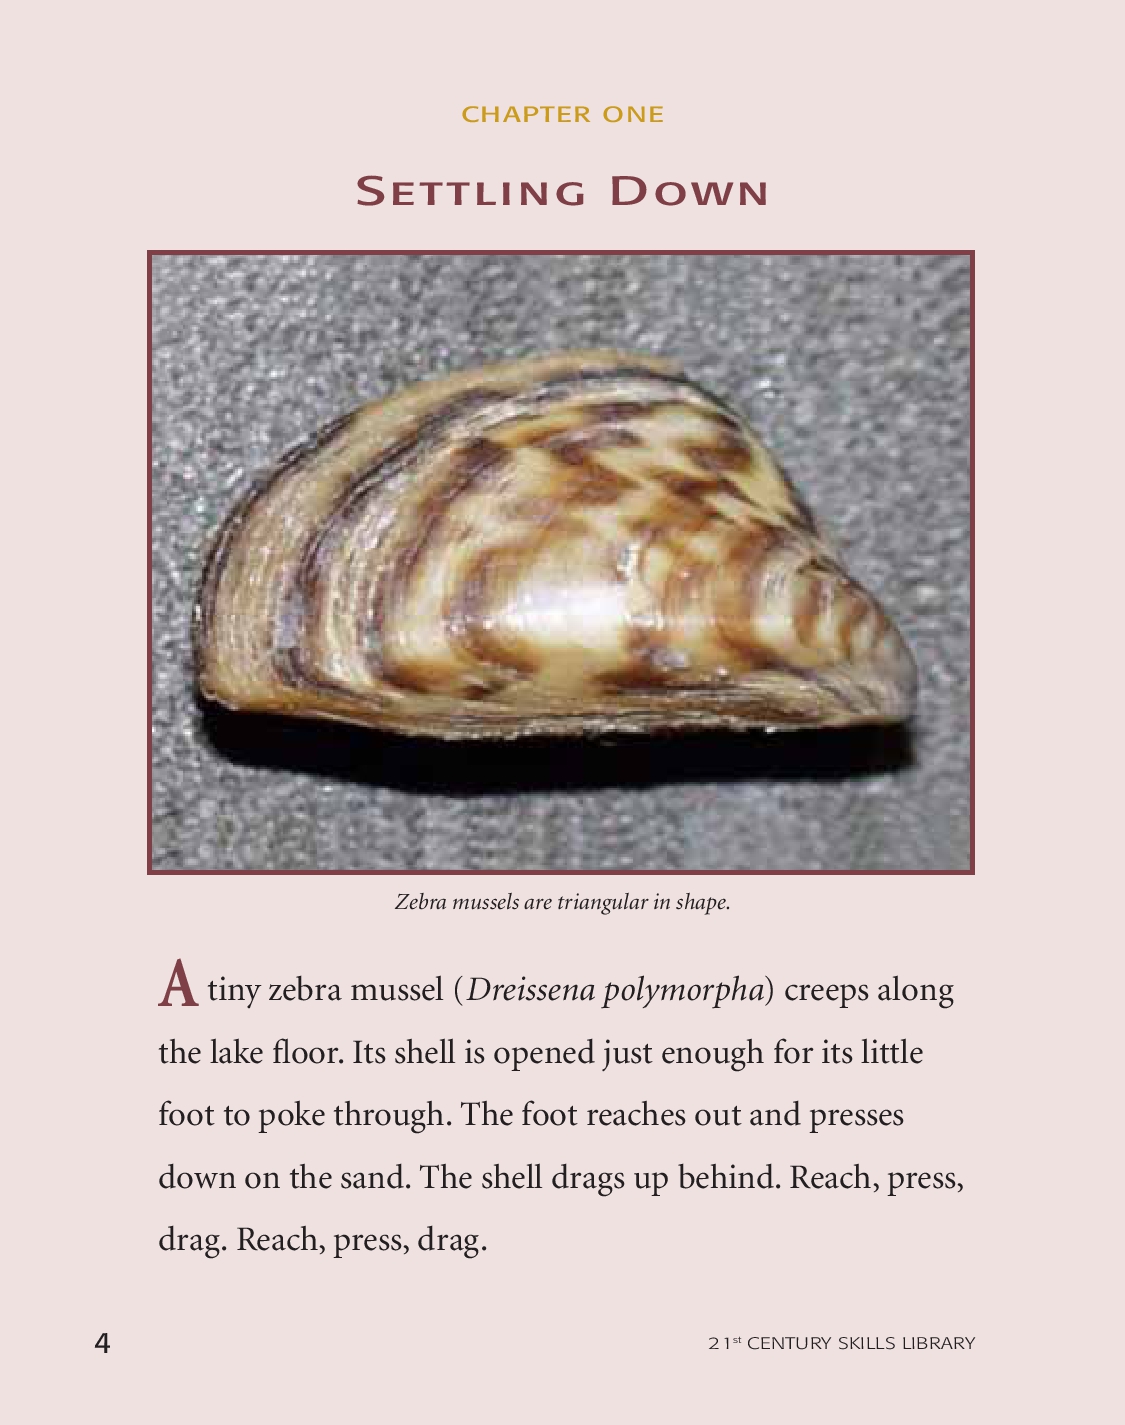 CHAPTER ONE
SETTLING DOWN
Zebra mussels are triangular in shape.
A tiny zebra mussel (Dreissena polymorpha) creeps along
the lake floor. Its shell is opened just enough for its little
foot to poke through. The foot reaches out and presses
down on the sand. The shell drags up behind. Reach, press,
drag. Reach, press, drag.
4
21st CENTURY SKILLS LIBRARY